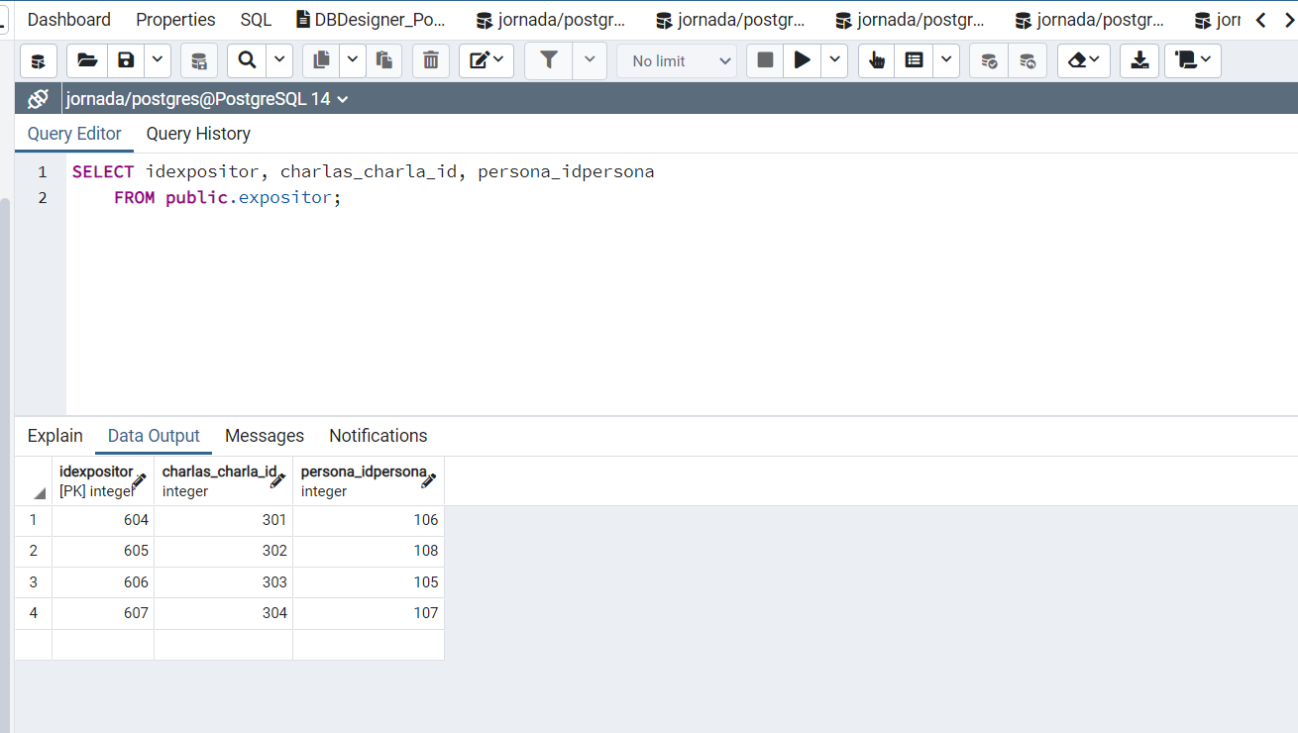 Dashboard Properties SQL DBDesigner_Po... jornada/postgr... jornada/postgr... jornada/postgr... jornada/postgr... jorr
No limit
jornada/postgres@PostgreSQL 14
Query Editor Query History
1 SELECT idexpositor, charlas_charla_id, persona_idpersona
2 FROM public.expositor;
Explain Data Output Messages Notifications
idexpositor charlas_charla_id persona_idpersona
[PK] integer integer integer
1 604 301 106
2 605 302 108
3 606 303 105
4 607 304 107